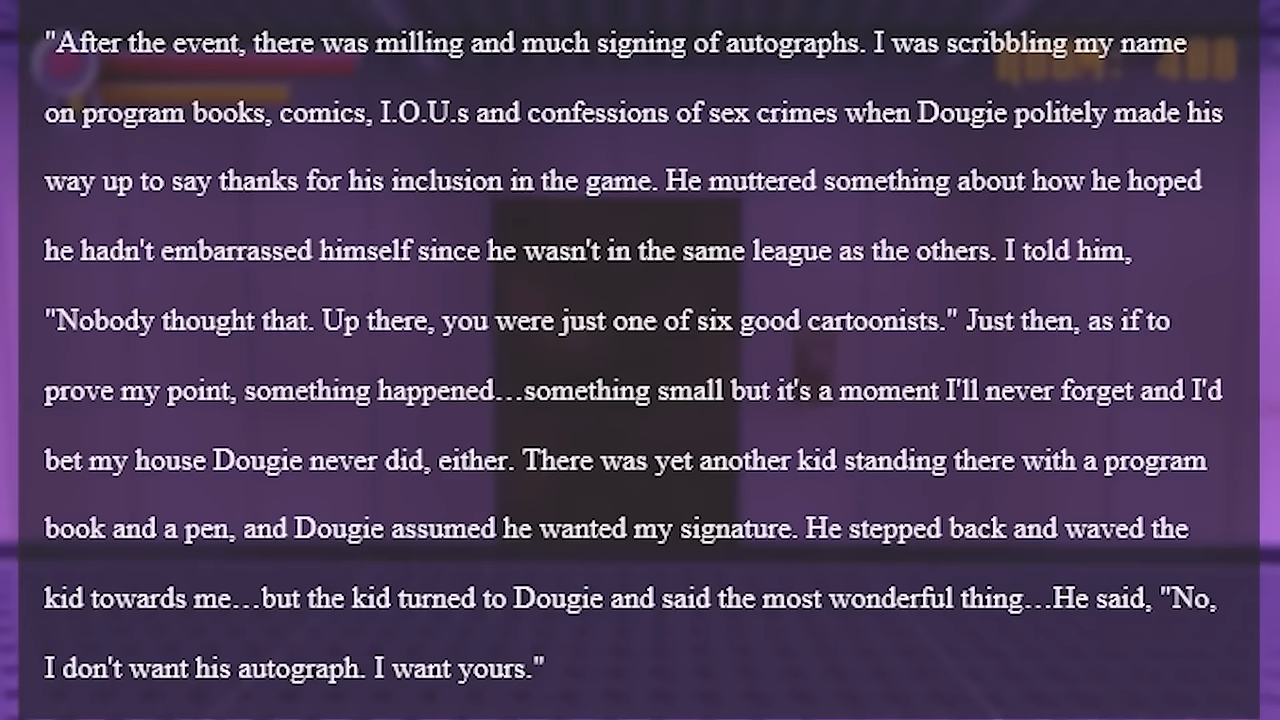 "After the event, there was milling and much signing of autographs. I was scribbling my name
on program books, comics, I.O.U.s and confessions of sex crimes when Dougie politely made his
way up to say thanks for his inclusion in the game. He muttered something about how he hoped
he hadn't embarrassed himself since he wasn't in the same league as the others. I told him,
"Nobody thought that. Up there, you were just one of six good cartoonists." Just then, as if to
prove my point, something happened…something small but it's a moment I'll never forget and I'd
bet my house Dougie never did, either. There was yet another kid standing there with a program
book and a pen, and Dougie assumed he wanted my signature. He stepped back and waved the
kid towards me…but the kid turned to Dougie and said the most wonderful thing…He said, "No,
I don't want his autograph. I want yours."